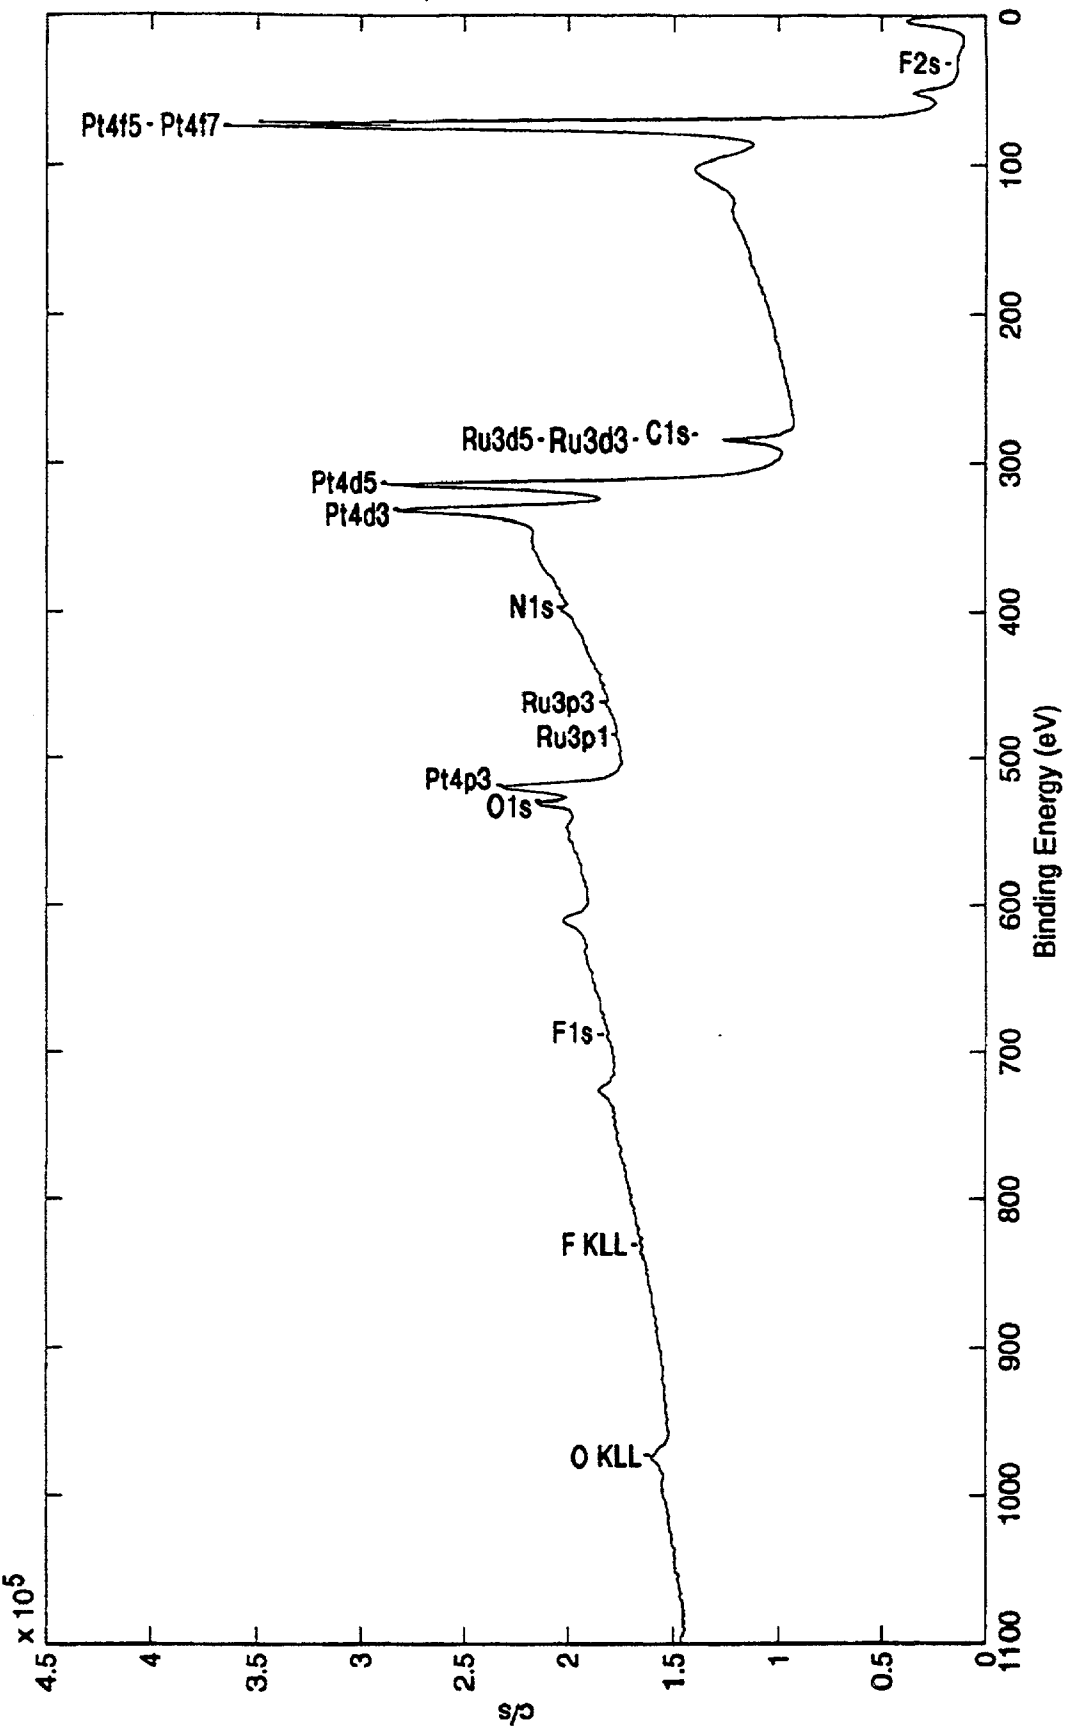 x 10^5
4.5
4
3.5
3
2.5
2
1.5
1
0.5
0
c/s
1100
1000
900
800
700
600
500
400
300
200
100
0
Binding Energy (eV)
O KLL
F KLL
F1s
O1s
Pt4p3
Ru3p1
Ru3p3
N1s
Pt4d3
Pt4d5
Ru3d5 - Ru3d3 - C1s
Pt4f5 - Pt4f7
F2s